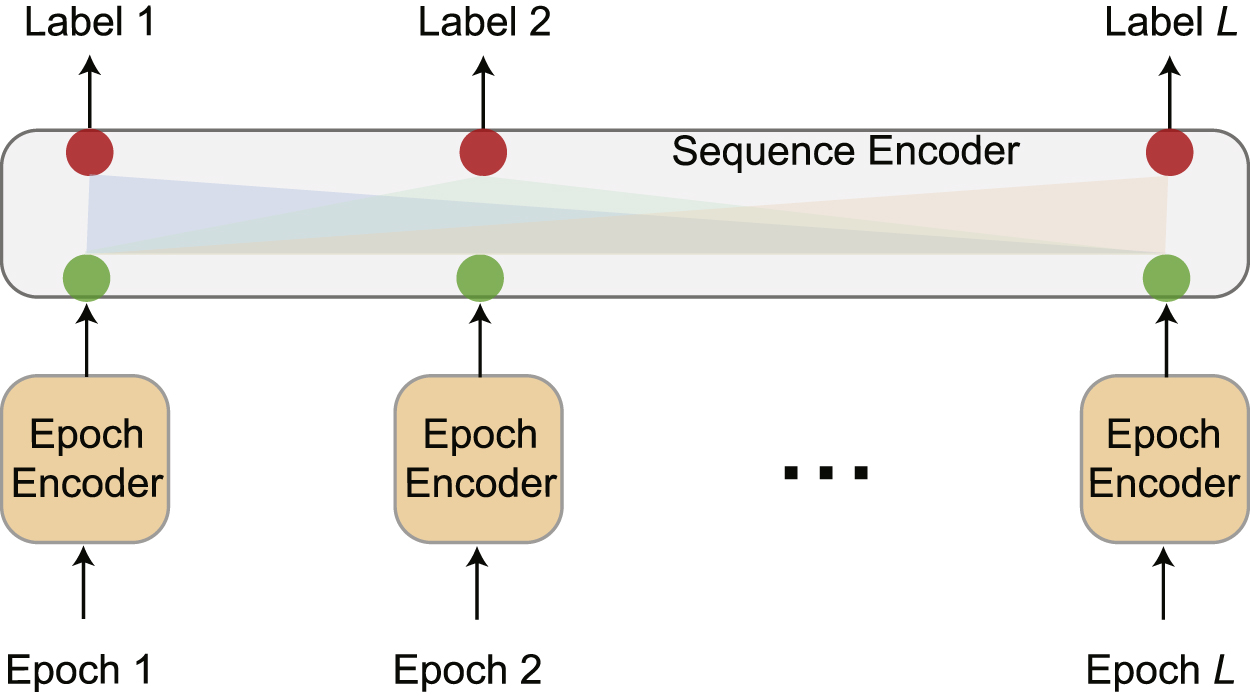 Label 1 Label 2 Label L
Sequence Encoder
Epoch Epoch Epoch
Encoder Encoder ... Encoder
Epoch 1 Epoch 2 Epoch L